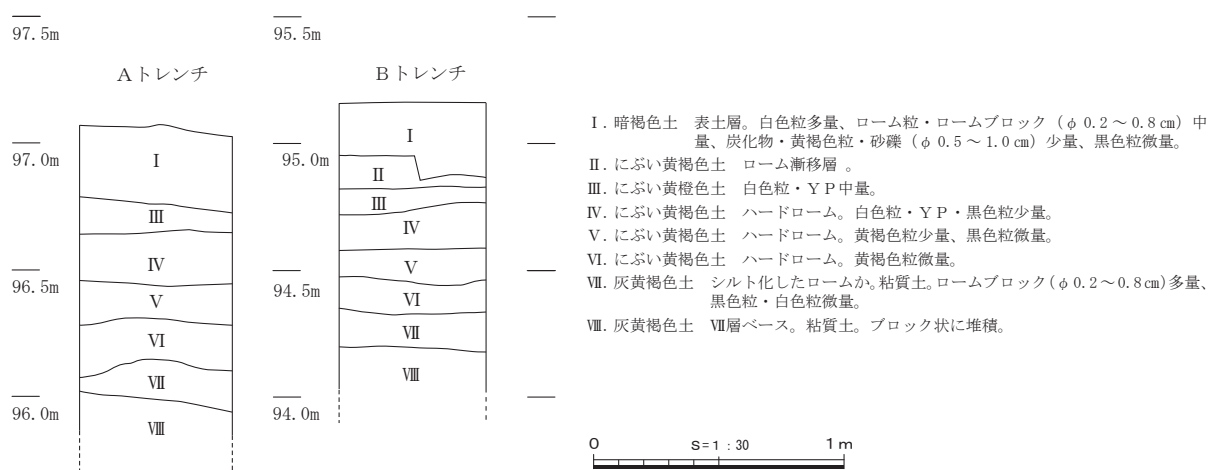 97.5m
Aトレンチ
Ⅰ
97.0m
Ⅲ
Ⅳ
96.5m
Ⅴ
Ⅵ
Ⅶ
96.0m
Ⅷ
95.5m
Bトレンチ
Ⅰ
95.0m
Ⅱ
Ⅲ
Ⅳ
Ⅴ
94.5m
Ⅵ
Ⅶ
Ⅷ
94.0m
Ⅰ. 暗褐色土 表土層。白色粒多量、ローム粒・ロームブロック（φ 0.2 ～ 0.8 ㎝）中
量、炭化物・黄褐色粒・砂礫（φ 0.5 ～ 1.0 ㎝）少量、黒色粒微量。
Ⅱ. にぶい黄褐色土 ローム漸移層 。
Ⅲ. にぶい黄橙色土 白色粒・ＹＰ中量。
Ⅳ. にぶい黄褐色土 ハードローム。白色粒・ＹＰ・黒色粒少量。
Ⅴ. にぶい黄褐色土 ハードローム。黄褐色粒少量、黒色粒微量。
Ⅵ. にぶい黄褐色土 ハードローム。黄褐色粒微量。
Ⅶ. 灰黄褐色土 シルト化したロームか。粘質土。ロームブロック（φ 0.2 ～ 0.8 ㎝）多量、
黒色粒・白色粒微量。
Ⅷ. 灰黄褐色土 Ⅶ層ベース。粘質土。ブロック状に堆積。
0 S=1：30 1m